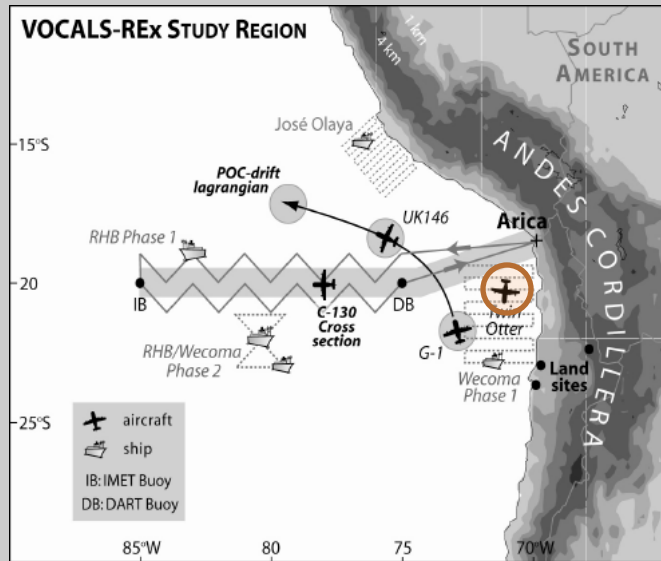 VOCALS-REx STUDY REGION
1 km
4 km
SOUTH
AMERICA
15°S
José Olaya
ANDES CORDILLERA
POC-drift
lagrangian
UK146
Arica
RHB Phase 1
20
IB
DB
C-130
Cross
section
Twin
Otter
G-1
RHB/Wecoma
Phase 2
Wecoma
Phase 1
Land
sites
25°S
aircraft
ship
IB: IMET Buoy
DB: DART Buoy
85°W
80
75
70°W